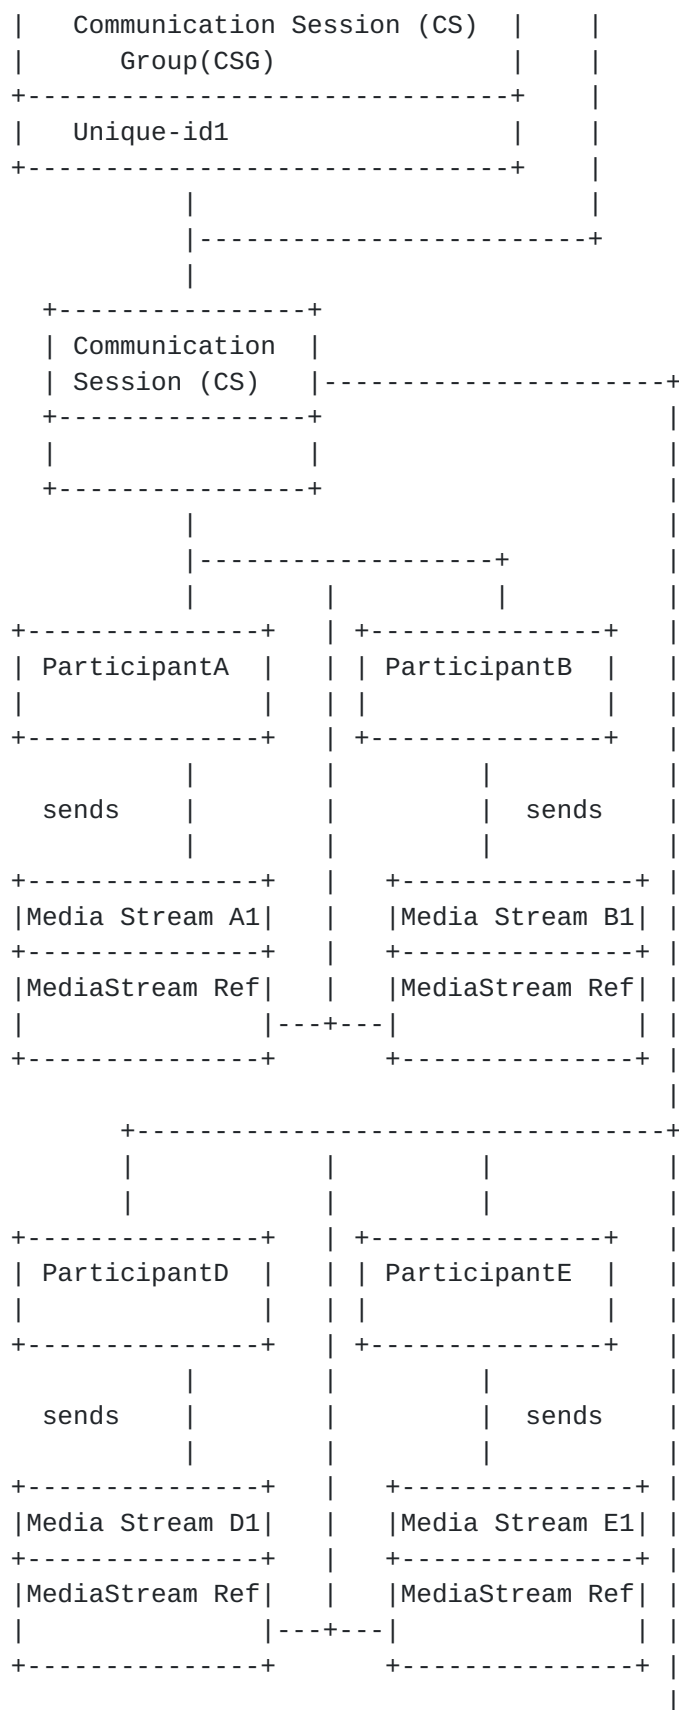 |   Communication Session (CS)  |    |
|      Group(CSG)               |    |
+-------------------------------+    |
|   Unique-id1                  |    |
+-------------------------------+    |
           |                         |
           |-------------------------+
           |
  +----------------+
  | Communication  |
  | Session (CS)   |----------------------+
  +----------------+                      |
  |                |                      |
  +----------------+                      |
           |                              |
           |-------------------+          |
           |        |          |          |
+---------------+   | +---------------+   |
| ParticipantA  |   | | ParticipantB  |   |
|               |   | |               |   |
+---------------+   | +---------------+   |
           |        |         |           |
  sends    |        |         |  sends    |
           |        |         |           |
+---------------+   |   +---------------+ |
|Media Stream A1|   |   |Media Stream B1| |
+---------------+   |   +---------------+ |
|MediaStream Ref|   |   |MediaStream Ref| |
|               |---+---|               | |
+---------------+       +---------------+ |
                                          |
       +----------------------------------+
       |            |         |           |
       |            |         |           |
+---------------+   | +---------------+   |
| ParticipantD  |   | | ParticipantE  |   |
|               |   | |               |   |
+---------------+   | +---------------+   |
           |        |         |           |
  sends    |        |         |  sends    |
           |        |         |           |
+---------------+   |   +---------------+ |
|Media Stream D1|   |   |Media Stream E1| |
+---------------+   |   +---------------+ |
|MediaStream Ref|   |   |MediaStream Ref| |
|               |---+---|               | |
+---------------+       +---------------+ |
                                          |